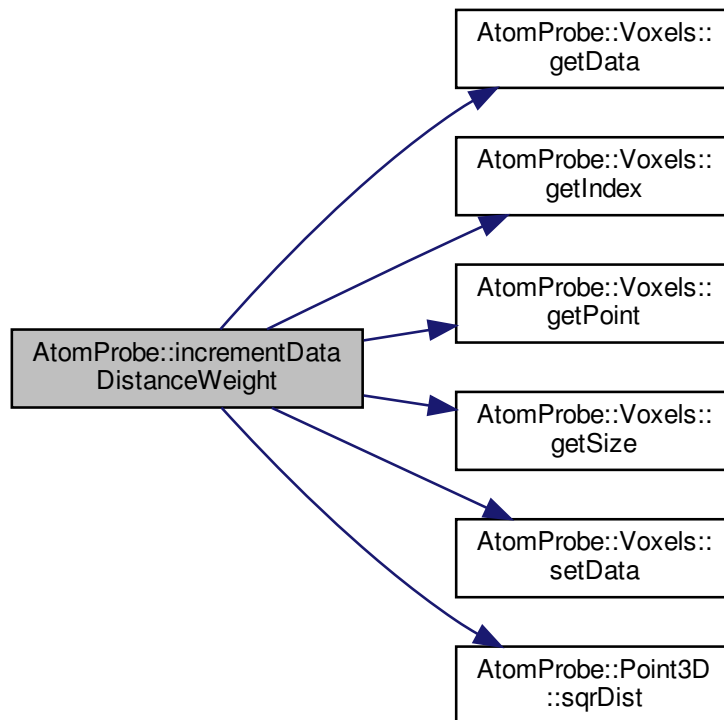 AtomProbe::Voxels::
getData
AtomProbe::Voxels::
getIndex
AtomProbe::Voxels::
getPoint
AtomProbe::incrementData
DistanceWeight
AtomProbe::Voxels::
getSize
AtomProbe::Voxels::
setData
AtomProbe::Point3D
::sqrDist